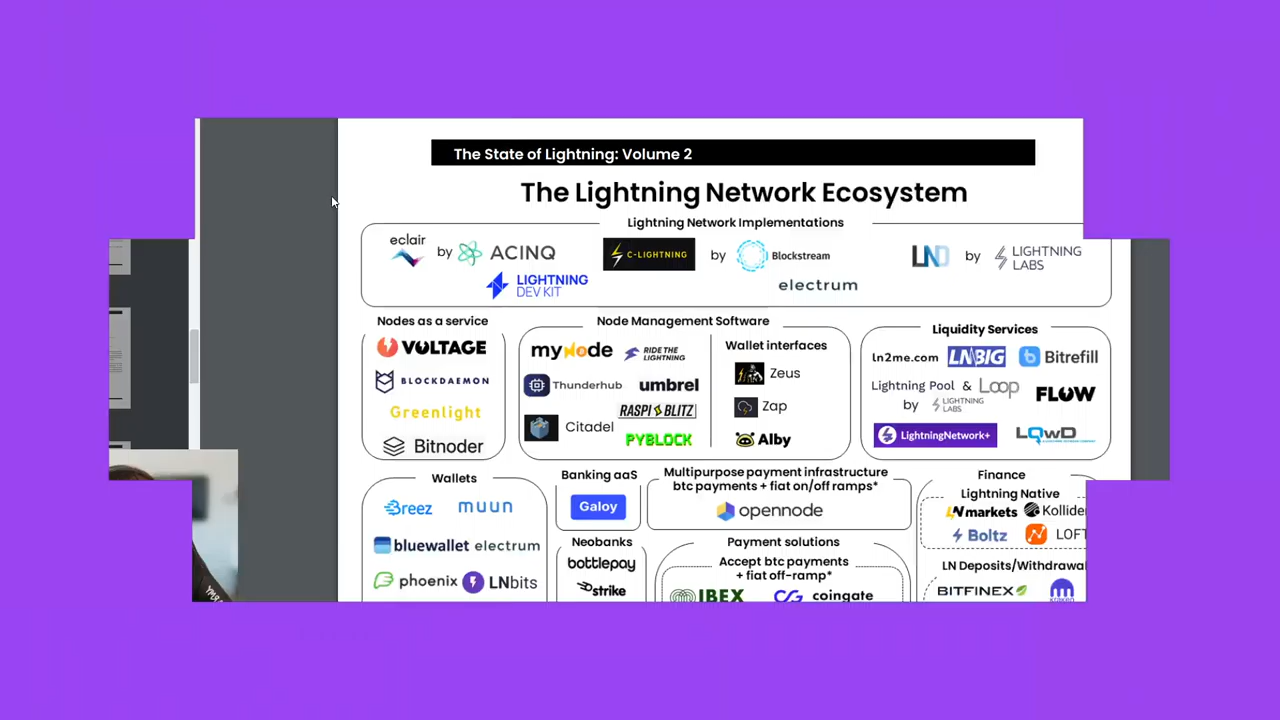 The State of Lightning: Volume 2
The Lightning Network Ecosystem
Lightning Network Implementations
eclair by ACINQ
C-LIGHTNING by Blockstream
LND by LIGHTNING LABS
LIGHTNING DEV KIT
electrum
Nodes as a service
VOLTAGE
BLOCKDAEMON
Greenlight
Bitnoder
Node Management Software
myNode
RIDE THE LIGHTNING
Thunderhub
umbrel
Citadel
RASPIBLITZ
PYBLOCK
Wallet interfaces
Zeus
Zap
Alby
Liquidity Services
ln2me.com
LNBIG
Bitrefill
Lightning Pool & Loop
by LIGHTNING LABS
FLOW
LightningNetwork+
LQWD
Wallets
Breez
muun
bluewallet
electrum
phoenix
LNbits
Banking aaS
Galoy
Neobanks
bottlepay
strike
Multipurpose payment infrastructure
btc payments + fiat on/off ramps*
opennode
Payment solutions
Accept btc payments
+ fiat off-ramp*
IBEX
coingate
Finance
Lightning Native
LN markets
Kollider
Boltz
LOFT
LN Deposits/Withdrawal
BITFINEX